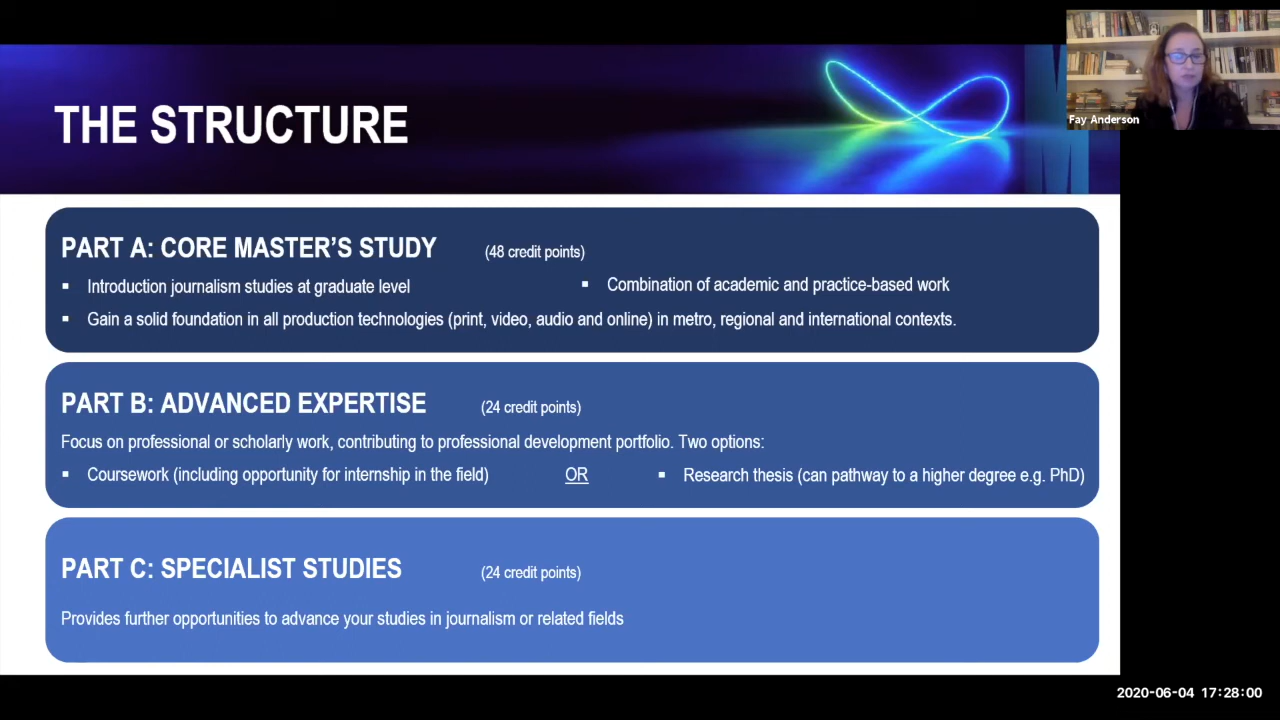 THE STRUCTURE
Fay Anderson
PART A: CORE MASTER'S STUDY (48 credit points)
▪ Introduction journalism studies at graduate level ▪ Combination of academic and practice-based work
▪ Gain a solid foundation in all production technologies (print, video, audio and online) in metro, regional and international contexts.
PART B: ADVANCED EXPERTISE (24 credit points)
Focus on professional or scholarly work, contributing to professional development portfolio. Two options:
▪ Coursework (including opportunity for internship in the field) OR ▪ Research thesis (can pathway to a higher degree e.g. PhD)
PART C: SPECIALIST STUDIES (24 credit points)
Provides further opportunities to advance your studies in journalism or related fields
2020-06-04 17:28:00